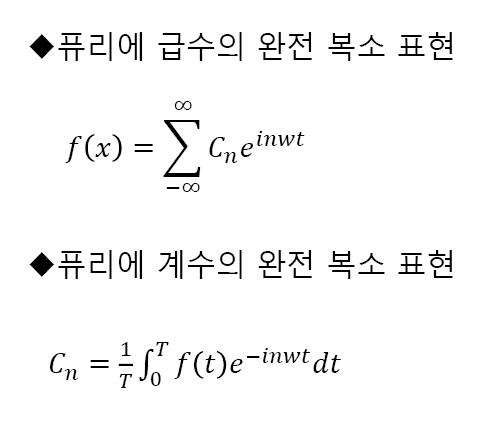 ◆퓨리에 급수의 완전 복소 표현
f(x) = ∑_{-∞}^{∞} C_n e^{inwt}
◆퓨리에 계수의 완전 복소 표현
C_n = \frac{1}{T} ∫_0^T f(t)e^{-inwt} dt